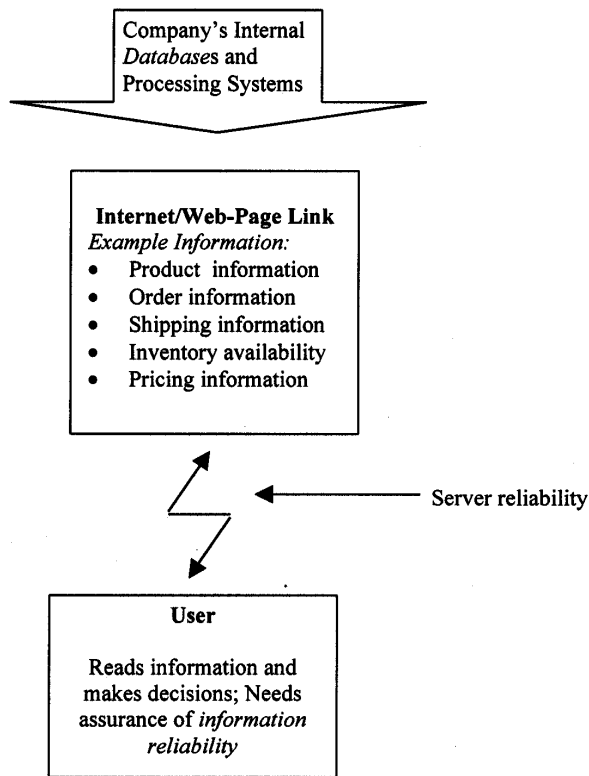 Company's Internal
Databases and
Processing Systems
Internet/Web-Page Link
Example Information:
• Product information
• Order information
• Shipping information
• Inventory availability
• Pricing information
Server reliability
User
Reads information and
makes decisions; Needs
assurance of information
reliability